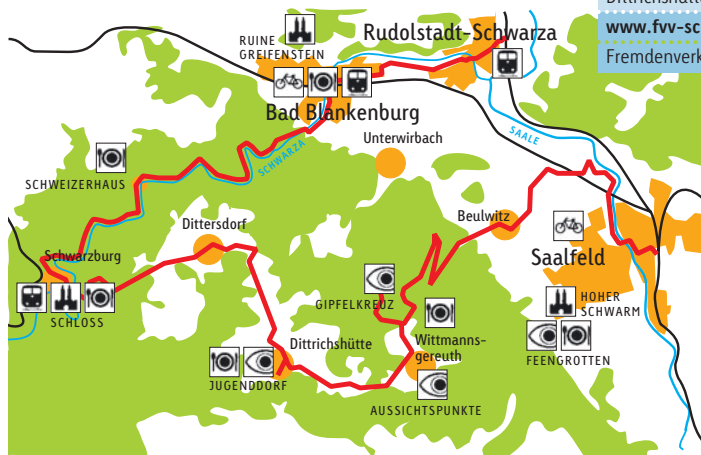 Dittrichshütte
www.fvv-sc
Fremdenverk
RUINE
GREIFENSTEIN
Rudolstadt-Schwarza
Bad Blankenburg
Unterwirbach
SAALE
SCHWARZA
SCHWEIZERHAUS
Dittersdorf
Beulwitz
Schwarzburg
Saalfeld
SCHLOSS
GIPFELKREUZ
HOHER
SCHWARM
Dittrichshütte
Wittmanns-
gereuth
FEENGROTTEN
JUGENDDORF
AUSSICHTSPUNKTE